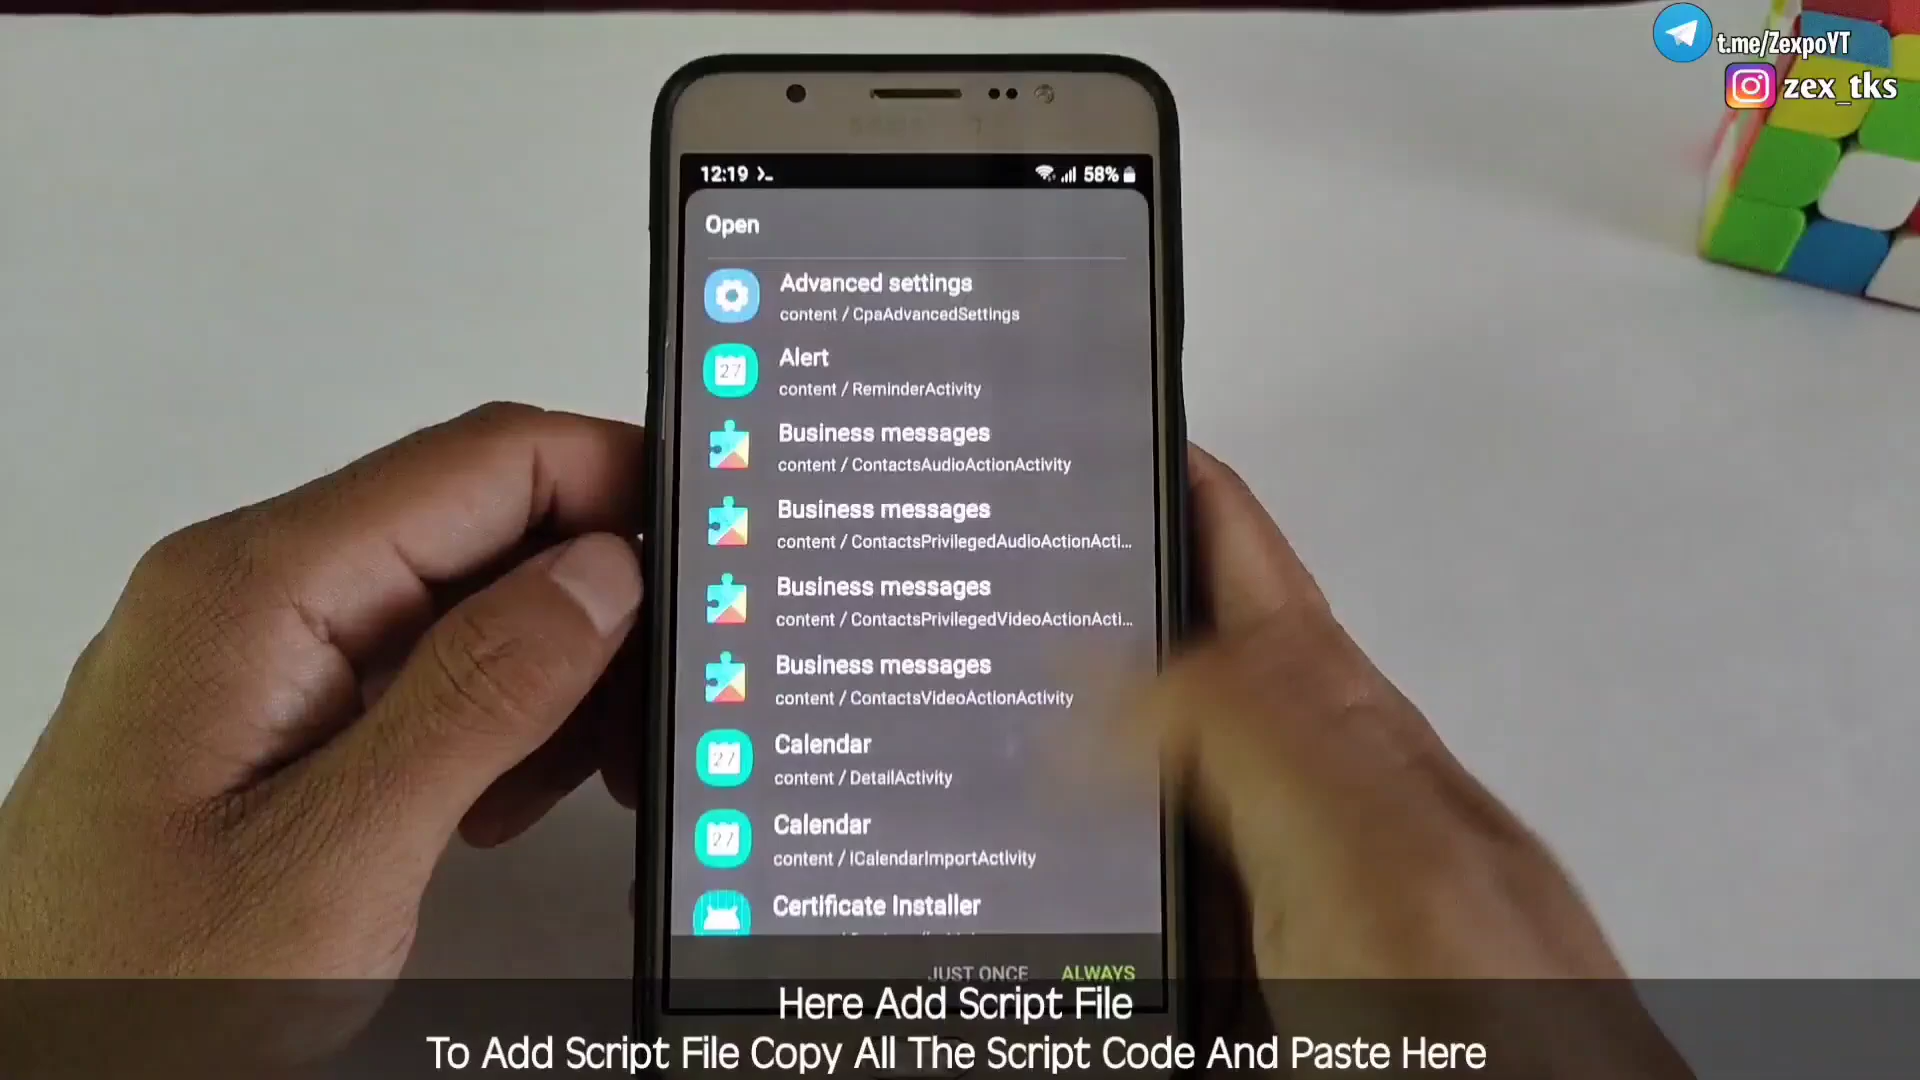 t.me/ZexpoYT
zex_tks
12:19
58%
Open
Advanced settings
content / CpaAdvancedSettings
27
Alert
content / ReminderActivity
Business messages
content / ContactsAudioActionActivity
Business messages
content / ContactsPrivilegedAudioActionActi...
Business messages
content / ContactsPrivilegedVideoActionActi...
Business messages
content / ContactsVideoActionActivity
27
Calendar
content / DetailActivity
27
Calendar
content / ICalendarImportActivity
Certificate Installer
JUST ONCE ALWAYS
Here Add Script File
To Add Script File Copy All The Script Code And Paste Here